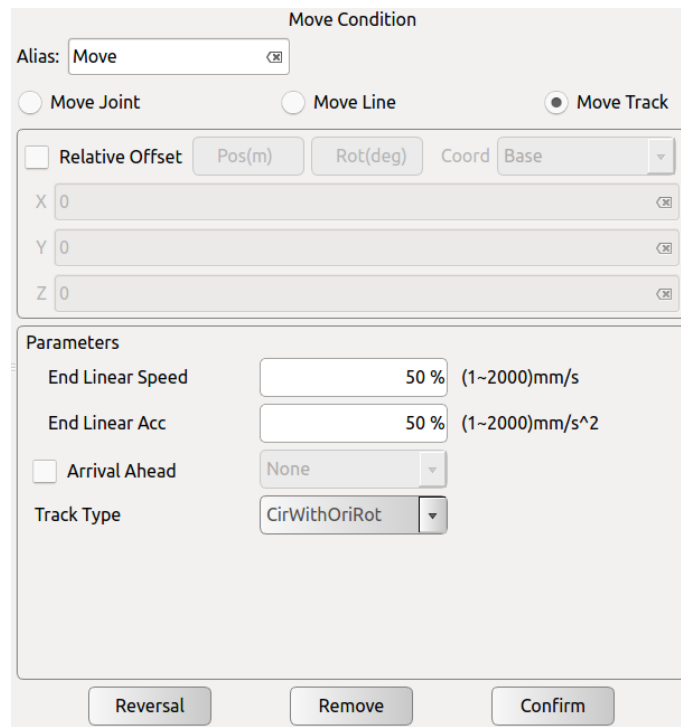 Move Condition
Alias: Move
Move Joint Move Line Move Track
Relative Offset Pos(m) Rot(deg) Coord Base
X 0
Y 0
Z 0
Parameters
End Linear Speed 50 % (1~2000)mm/s
End Linear Acc 50 % (1~2000)mm/s^2
Arrival Ahead None
Track Type CirWithOriRot
Reversal Remove Confirm